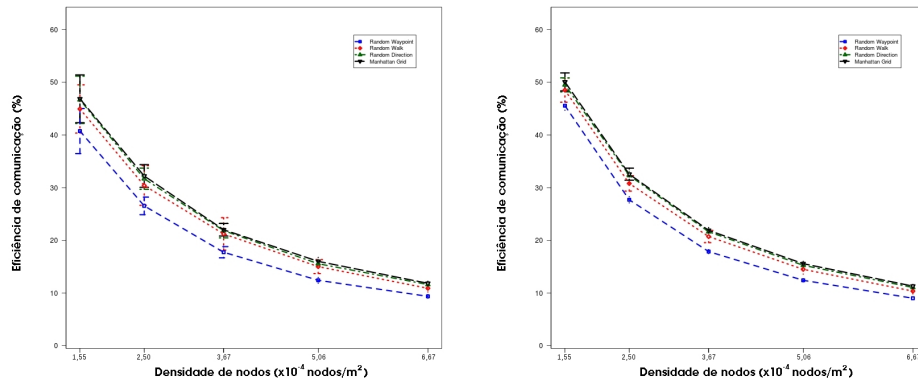 60
50
40
30
20
10
0
Eficiência de comunicação (%)
Random Waypoint
Random Walk
Random Direction
Manhattan Grid
1,55 2,50 3,67 5,06 6,67
Densidade de nodos (x10⁻⁴ nodos/m²)
60
50
40
30
20
10
0
Eficiência de comunicação (%)
Random Waypoint
Random Walk
Random Direction
Manhattan Grid
1,55 2,50 3,67 5,06 6,67
Densidade de nodos (x10⁻⁴ nodos/m²)